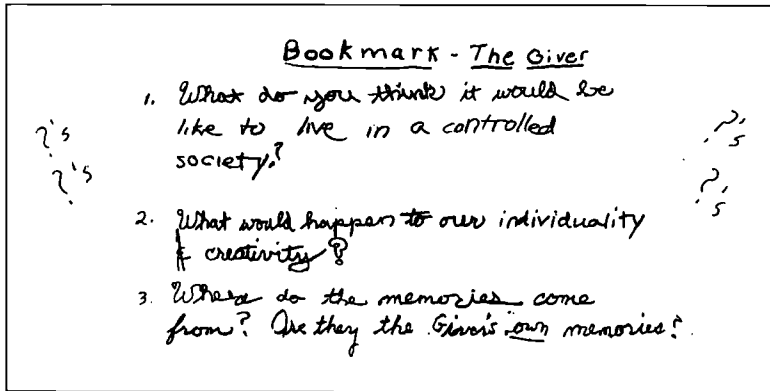 Bookmark - The Giver
1. What do you think it would be
like to live in a controlled
society?
?'s
?'s
?'s
?'s
2. What would happen to our individuality
& creativity?
3. Where do the memories come
from? Are they the Giver's own memories?